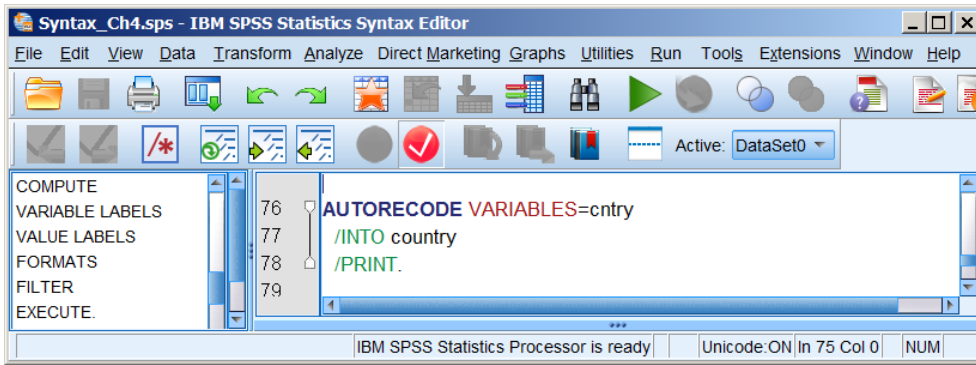 Syntax_Ch4.sps - IBM SPSS Statistics Syntax Editor
File Edit View Data Transform Analyze Direct Marketing Graphs Utilities Run Tools Extensions Window Help
/*
Active: DataSet0
COMPUTE
VARIABLE LABELS
VALUE LABELS
FORMATS
FILTER
EXECUTE.
76 AUTORECODE VARIABLES=cntry
77 /INTO country
78 /PRINT.
79
IBM SPSS Statistics Processor is ready Unicode:ON In 75 Col 0 NUM